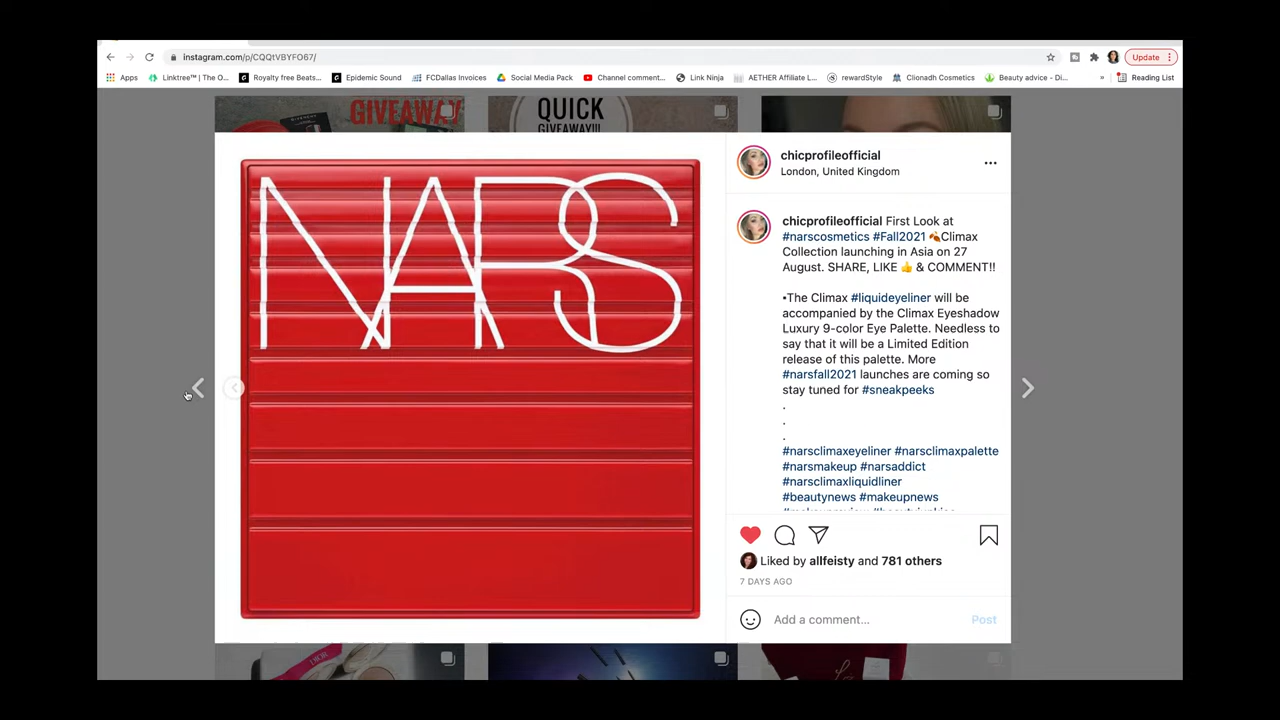 instagram.com/p/CQQtVBYFO67/
Update
Apps
Linktree™ | The O...
Royalty free Beats...
Epidemic Sound
FCDallas Invoices
Social Media Pack
Channel comment...
Link Ninja
AETHER Affiliate L...
rewardStyle
Clionadh Cosmetics
Beauty advice - Di...
»
Reading List
GIVEAWAY
QUICK
GIVEAWAY!!!
NARS
chicprofileofficial
London, United Kingdom
chicprofileofficial First Look at
#narscosmetics #Fall2021 🍂Climax
Collection launching in Asia on 27
August. SHARE, LIKE 👍 & COMMENT!!
•The Climax #liquideyeliner will be
accompanied by the Climax Eyeshadow
Luxury 9-color Eye Palette. Needless to
say that it will be a Limited Edition
release of this palette. More
#narsfall2021 launches are coming so
stay tuned for #sneakpeeks
.
.
.
#narsclimaxeyeliner #narsclimaxpalette
#narsmakeup #narsaddict
#narsclimaxliquidliner
#beautynews #makeupnews
Liked by allfeisty and 781 others
7 DAYS AGO
Add a comment...
Post
DIOR